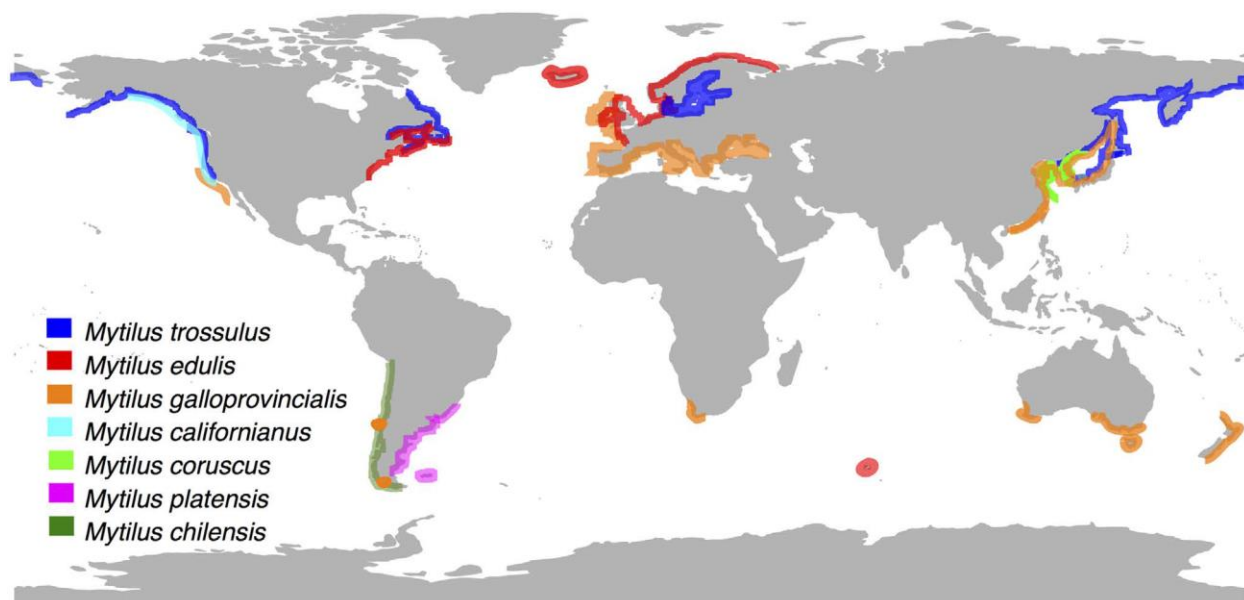 Mytilus trossulus
Mytilus edulis
Mytilus galloprovincialis
Mytilus californianus
Mytilus coruscus
Mytilus platensis
Mytilus chilensis